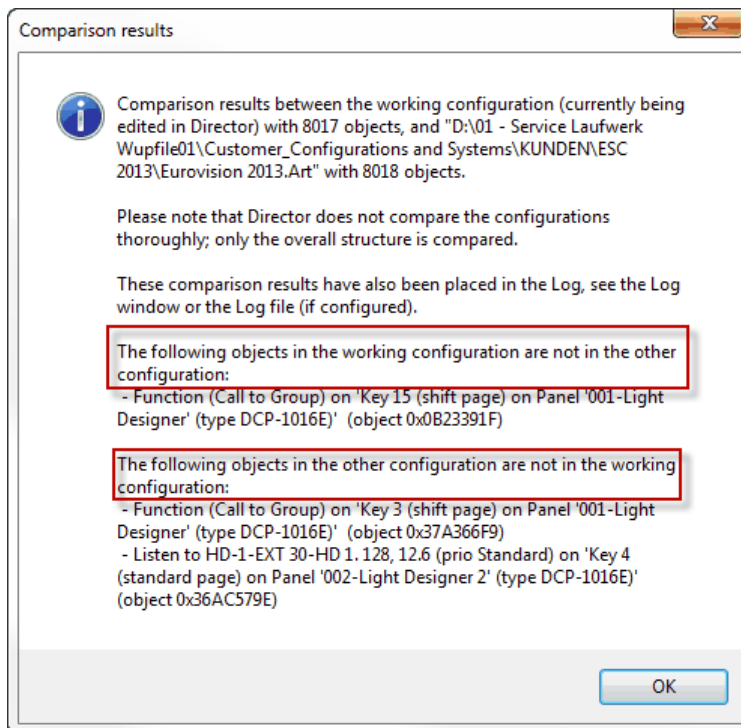 Comparison results
Comparison results between the working configuration (currently being
edited in Director) with 8017 objects, and "D:\01 - Service Laufwerk
Wupfile01\Customer_Configurations and Systems\KUNDEN\ESC
2013\Eurovision 2013.Art" with 8018 objects.
Please note that Director does not compare the configurations
thoroughly; only the overall structure is compared.
These comparison results have also been placed in the Log, see the Log
window or the Log file (if configured).
The following objects in the working configuration are not in the other
configuration:
- Function (Call to Group) on 'Key 15 (shift page) on Panel '001-Light
Designer' (type DCP-1016E)' (object 0x0B23391F)
The following objects in the other configuration are not in the working
configuration:
- Function (Call to Group) on 'Key 3 (shift page) on Panel '001-Light
Designer' (type DCP-1016E)' (object 0x37A366F9)
- Listen to HD-1-EXT 30-HD 1. 128, 12.6 (prio Standard) on 'Key 4
(standard page) on Panel '002-Light Designer 2' (type DCP-1016E)'
(object 0x36AC579E)
OK